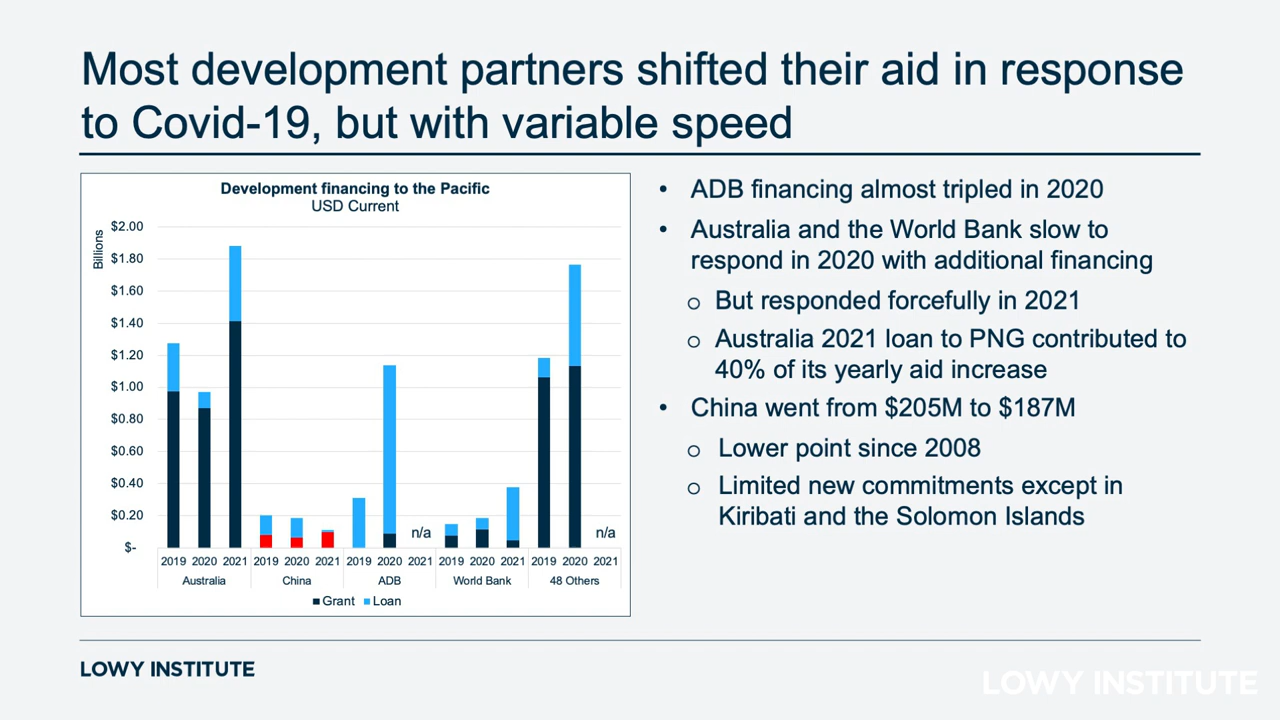 Most development partners shifted their aid in response
to Covid-19, but with variable speed
Development financing to the Pacific
USD Current
Billions
$2.00
$1.80
$1.60
$1.40
$1.20
$1.00
$0.80
$0.60
$0.40
$0.20
$-
n/a
n/a
2019 2020 2021 2019 2020 2021 2019 2020 2021 2019 2020 2021 2019 2020 2021
Australia China ADB World Bank 48 Others
Grant Loan
• ADB financing almost tripled in 2020
• Australia and the World Bank slow to
respond in 2020 with additional financing
o But responded forcefully in 2021
o Australia 2021 loan to PNG contributed to
40% of its yearly aid increase
• China went from $205M to $187M
o Lower point since 2008
o Limited new commitments except in
Kiribati and the Solomon Islands
LOWY INSTITUTE
LOWY INSTITUTE